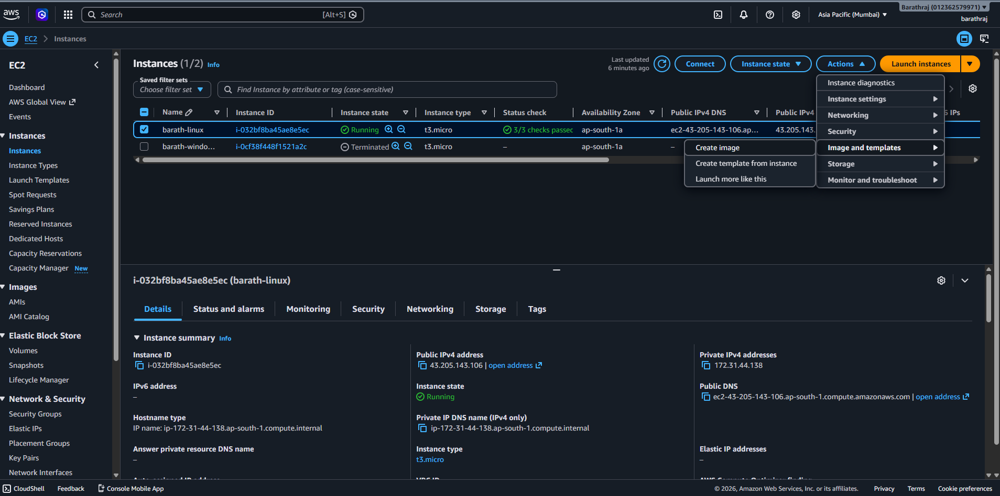 aws
Search [Alt+S]
Asia Pacific (Mumbai)
Barathraj (012362579971)
barathraj
EC2 Instances
EC2
Dashboard
AWS Global View
Events
Instances
Instances
Instance Types
Launch Templates
Spot Requests
Savings Plans
Reserved Instances
Dedicated Hosts
Capacity Reservations
Capacity Manager New
Images
AMIs
AMI Catalog
Elastic Block Store
Volumes
Snapshots
Lifecycle Manager
Network & Security
Security Groups
Elastic IPs
Placement Groups
Key Pairs
Network Interfaces
Instances (1/2) Info
Last updated
6 minutes ago
Connect
Instance state
Actions
Launch instances
Saved filter sets
Choose filter set
Find Instance by attribute or tag (case-sensitive)
Name Instance ID Instance state Instance type Status check Availability Zone Public IPv4 DNS Public IPv4 IPs
barath-linux i-032bf8ba45ae8e5ec Running t3.micro 3/3 checks passec ap-south-1a ec2-43-205-143-106.ap... 43.205.143.
barath-windo... i-0cf38f448f1521a2c Terminated t3.micro – ap-south-1a –
Instance diagnostics
Instance settings
Networking
Security
Image and templates
Storage
Monitor and troubleshoot
Create image
Create template from instance
Launch more like this
i-032bf8ba45ae8e5ec (barath-linux)
Details Status and alarms Monitoring Security Networking Storage Tags
Instance summary Info
Instance ID
i-032bf8ba45ae8e5ec
Public IPv4 address
43.205.143.106 | open address
Private IPv4 addresses
172.31.44.138
IPv6 address
–
Instance state
Running
Public DNS
ec2-43-205-143-106.ap-south-1.compute.amazonaws.com | open address
Hostname type
IP name: ip-172-31-44-138.ap-south-1.compute.internal
Private IP DNS name (IPv4 only)
ip-172-31-44-138.ap-south-1.compute.internal
Answer private resource DNS name
–
Instance type
t3.micro
Elastic IP addresses
–
CloudShell Feedback Console Mobile App
© 2026, Amazon Web Services, Inc. or its affiliates. Privacy Terms Cookie preferences